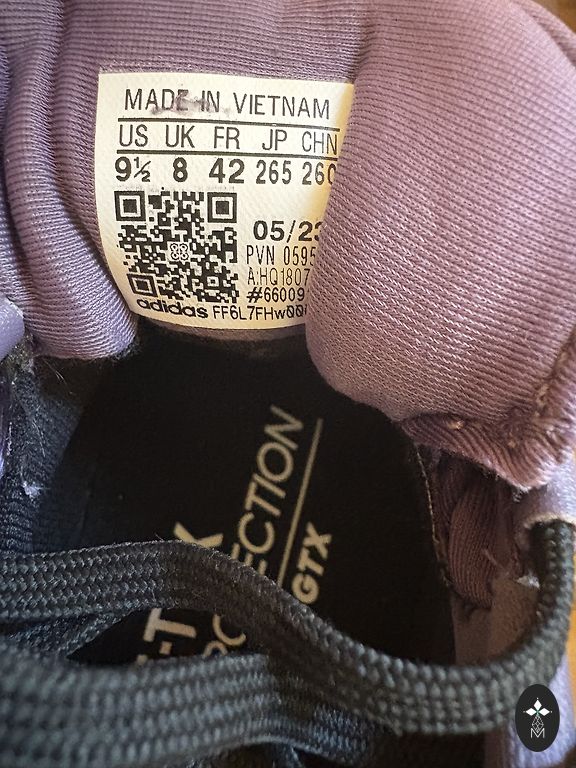 MADE IN VIETNAM
US UK FR JP CHN
9½ 8 42 265 260
05/23
PVN 0595
A:HQ1807
#66009
adidas FF6L7FHw00
ECTION
GTX
M